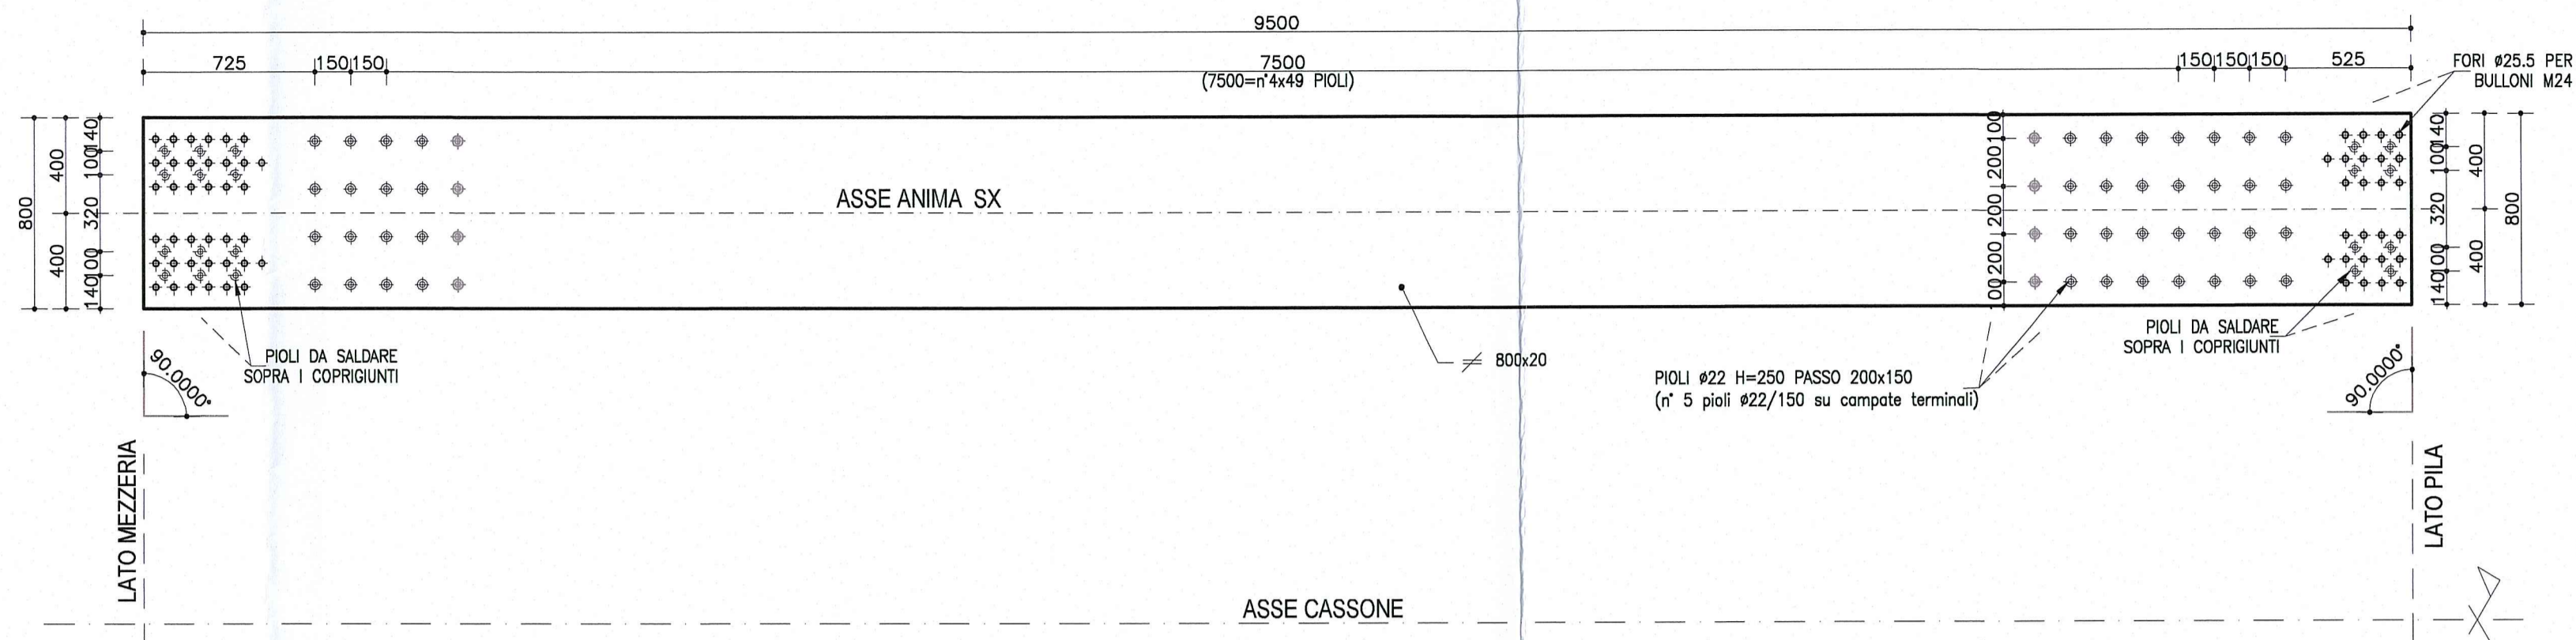 9500
725
150
150
7500
(7500=n°4x49 PIOLI)
150
150
150
525
FORI ø25.5 PER
BULLONI M24
800
400
400
140
100
320
100
140
ASSE ANIMA SX
100
200
200
200
100
140
100
320
100
140
400
400
800
PIOLI DA SALDARE
SOPRA I COPRIGIUNTI
90.0000°
800x20
PIOLI ø22 H=250 PASSO 200x150
(n° 5 pioli ø22/150 su campate terminali)
PIOLI DA SALDARE
SOPRA I COPRIGIUNTI
90.0000°
LATO MEZZERIA
LATO PILA
ASSE CASSONE